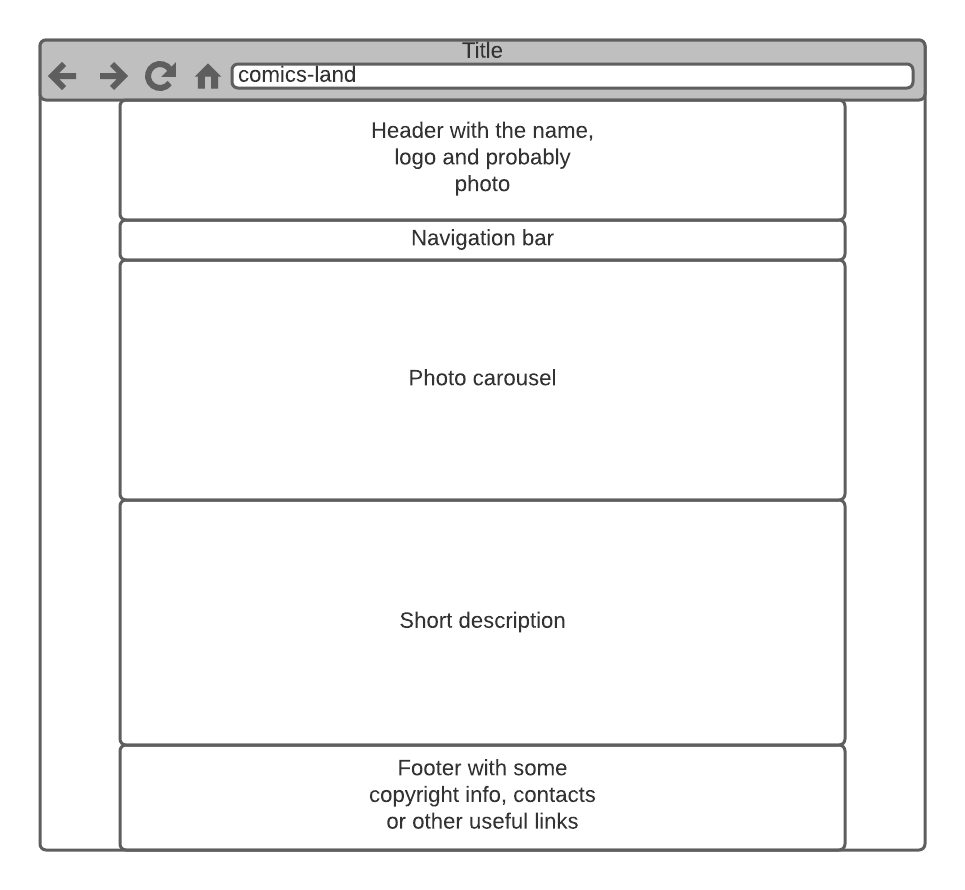 Title
comics-land
Header with the name,
logo and probably
photo
Navigation bar
Photo carousel
Short description
Footer with some
copyright info, contacts
or other useful links